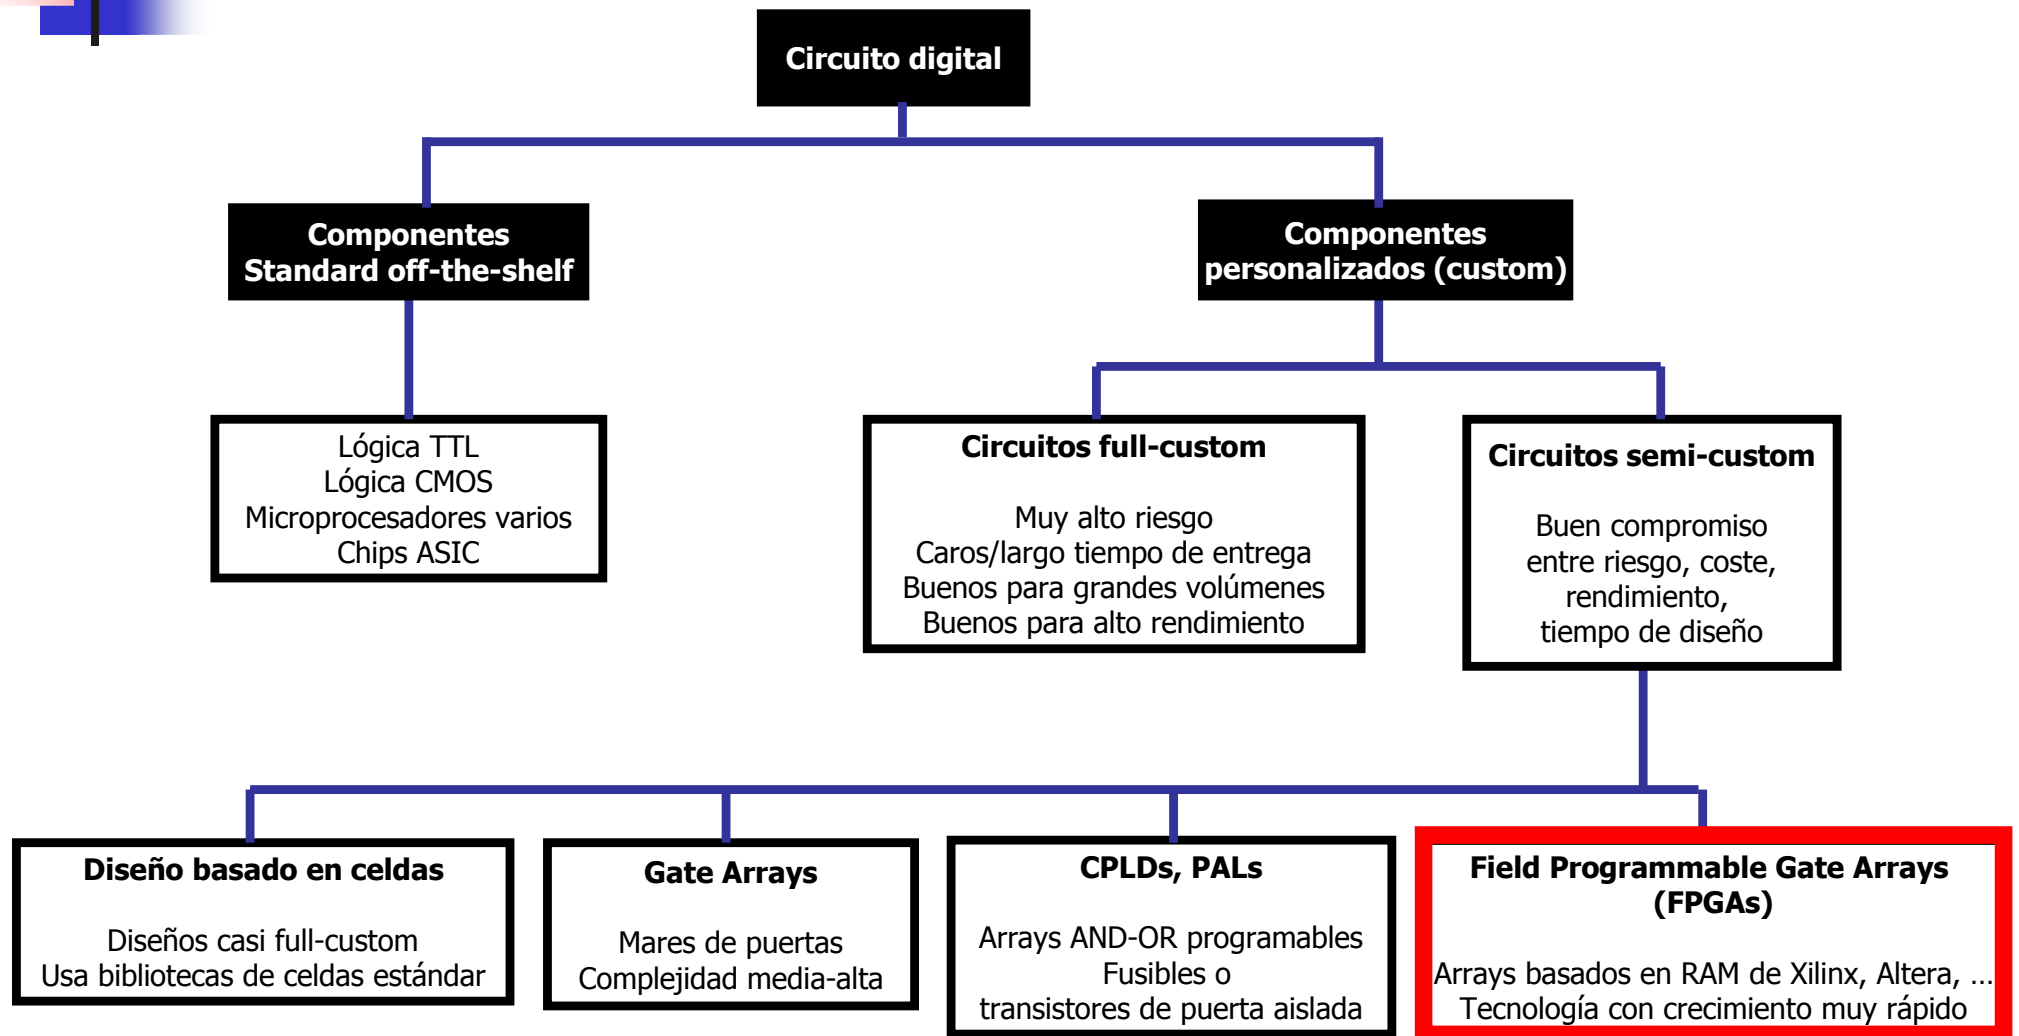 Circuito digital
Componentes
Standard off-the-shelf
Componentes
personalizados (custom)
Lógica TTL
Lógica CMOS
Microprocesadores varios
Chips ASIC
Circuitos full-custom
Muy alto riesgo
Caros/largo tiempo de entrega
Buenos para grandes volúmenes
Buenos para alto rendimiento
Circuitos semi-custom
Buen compromiso
entre riesgo, coste,
rendimiento,
tiempo de diseño
Diseño basado en celdas
Diseños casi full-custom
Usa bibliotecas de celdas estándar
Gate Arrays
Mares de puertas
Complejidad media-alta
CPLDs, PALs
Arrays AND-OR programables
Fusibles o
transistores de puerta aislada
Field Programmable Gate Arrays
(FPGAs)
Arrays basados en RAM de Xilinx, Altera, ...
Tecnología con crecimiento muy rápido